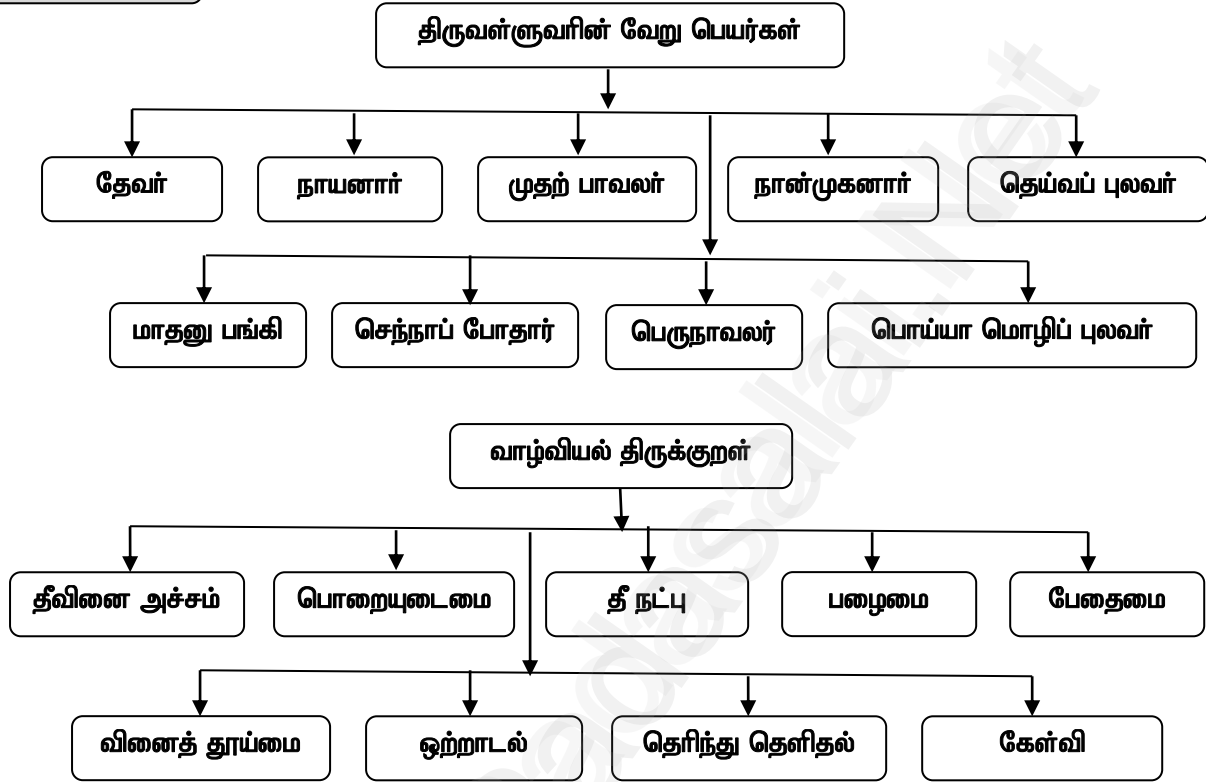 திருவள்ளுவரின் வேறு பெயர்கள்
தேவர்
நாயனார்
முதற் பாவலர்
நான்முகனார்
தெய்வப் புலவர்
மாதனு பங்கி
செந்நாப் போதார்
பெருநாவலர்
பொய்யா மொழிப் புலவர்
வாழ்வியல் திருக்குறள்
தீவினை அச்சம்
பொறையுடைமை
தீ நட்பு
பழைமை
பேதைமை
வினைத் தூய்மை
ஒற்றாடல்
தெரிந்து தெளிதல்
கேள்வி